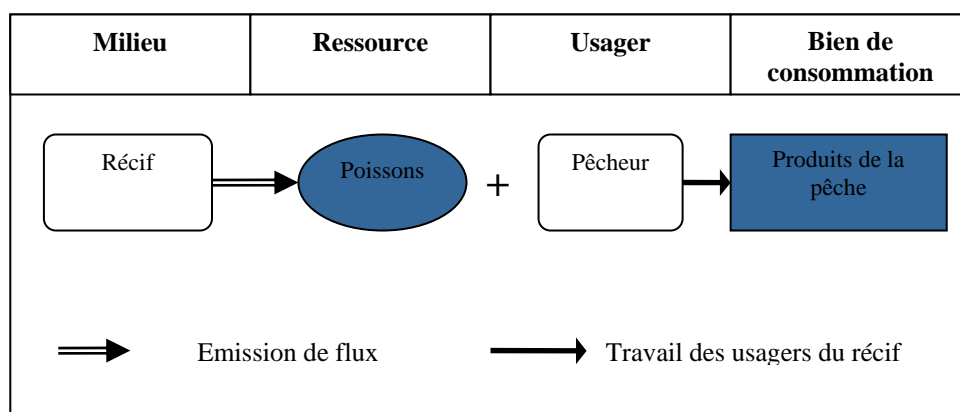 Milieu
Ressource
Usager
Bien de
consommation
Récif
Poissons
+
Pêcheur
Produits de la
pêche
Emission de flux
Travail des usagers du récif